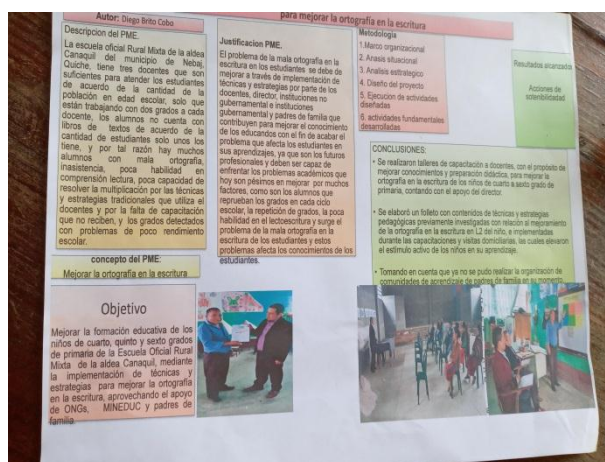 para mejorar la ortografía en la escritura
Autor: Diego Brito Cobo
Descripcion del PME.
La escuela oficial Rural Mixta de la aldea
Canaquil del municipio de Nebaj,
Quiche, tiene tres docentes que son
suficientes para atender los estudiantes
de acuerdo de la cantidad de la
población en edad escolar, solo que
están trabajando con dos grados a cada
docente, los alumnos no cuenta con
libros de textos de acuerdo de la
cantidad de estudiantes solo unos los
tiene, y por tal razón hay muchos
alumnos con mala ortografía,
inasistencia, poca habilidad en
comprensión lectora, poca capacidad de
resolver la multiplicación por las técnicas
y estrategias tradicionales que utiliza el
docentes y por la falta de capacitación
que no reciben, y los grados detectados
con problemas de poco rendimiento
escolar.
concepto del PME:
Mejorar la ortografía en la escritura
Objetivo
Mejorar la formación educativa de los
niños de cuarto, quinto y sexto grados
de primaria de la Escuela Oficial Rural
Mixta de la aldea Canaquil, mediante
la implementación de técnicas y
estrategias para mejorar la ortografía
en la escritura, aprovechando el apoyo
de ONGs, MINEDUC y padres de
familia.
Justificacion PME.
El problema de la mala ortografía en la
escritura en los estudiantes se debe de
mejorar a través de implementación de
técnicas y estrategias por parte de los
docentes, director, instituciones no
gubernamental e instituciones
gubernamental y padres de familia que
contribuyen para mejorar el conocimiento
de los educandos con el fin de acabar el
problema que afecta los estudiantes en
sus aprendizajes, ya que son los futuros
profesionales y deben ser capaz de
enfrentar los problemas académicos que
hoy son pésimos en mejorar por muchos
factores, como son los alumnos que
reprueban los grados en cada ciclo
escolar, la repetición de grados, la poca
habilidad en el lectoescritura y surge el
problema de la mala ortografía en la
escritura de los estudiantes y estos
problemas afecta los conocimientos de los
estudiantes.
Metodología
1.Marco organizacional
2. Anasis situacional
3. Analisis estratregico
4. Diseño del proyecto
5. Ejecución de actividades
diseñadas
6. actividades fundamentales
desarrolladas
Resultados alcanzados
Acciones de
sotenibilidasd
CONCLUSIONES:
• Se realizaron talleres de capacitación a docentes, con el propósito de
mejorar conocimientos y preparación didáctica, para mejorar la
ortografía en la escritura de los niños de cuarto a sexto grado de
primaria, contando con el apoyo del director.
• Se elaboró un folleto con contenidos de técnicas y estrategias
pedagógicas previamente investigadas con relación al mejoramiento
de la ortografía en la escritura en L2 del niño, e implementadas
durante las capacitaciones y visitas domiciliarias, las cuales elevaron
el estímulo activo de los niños en su aprendizaje.
• Tomando en cuenta que ya no se pudo realizar la organización de
comunidades de aprendizaje de padres de familia en su momento